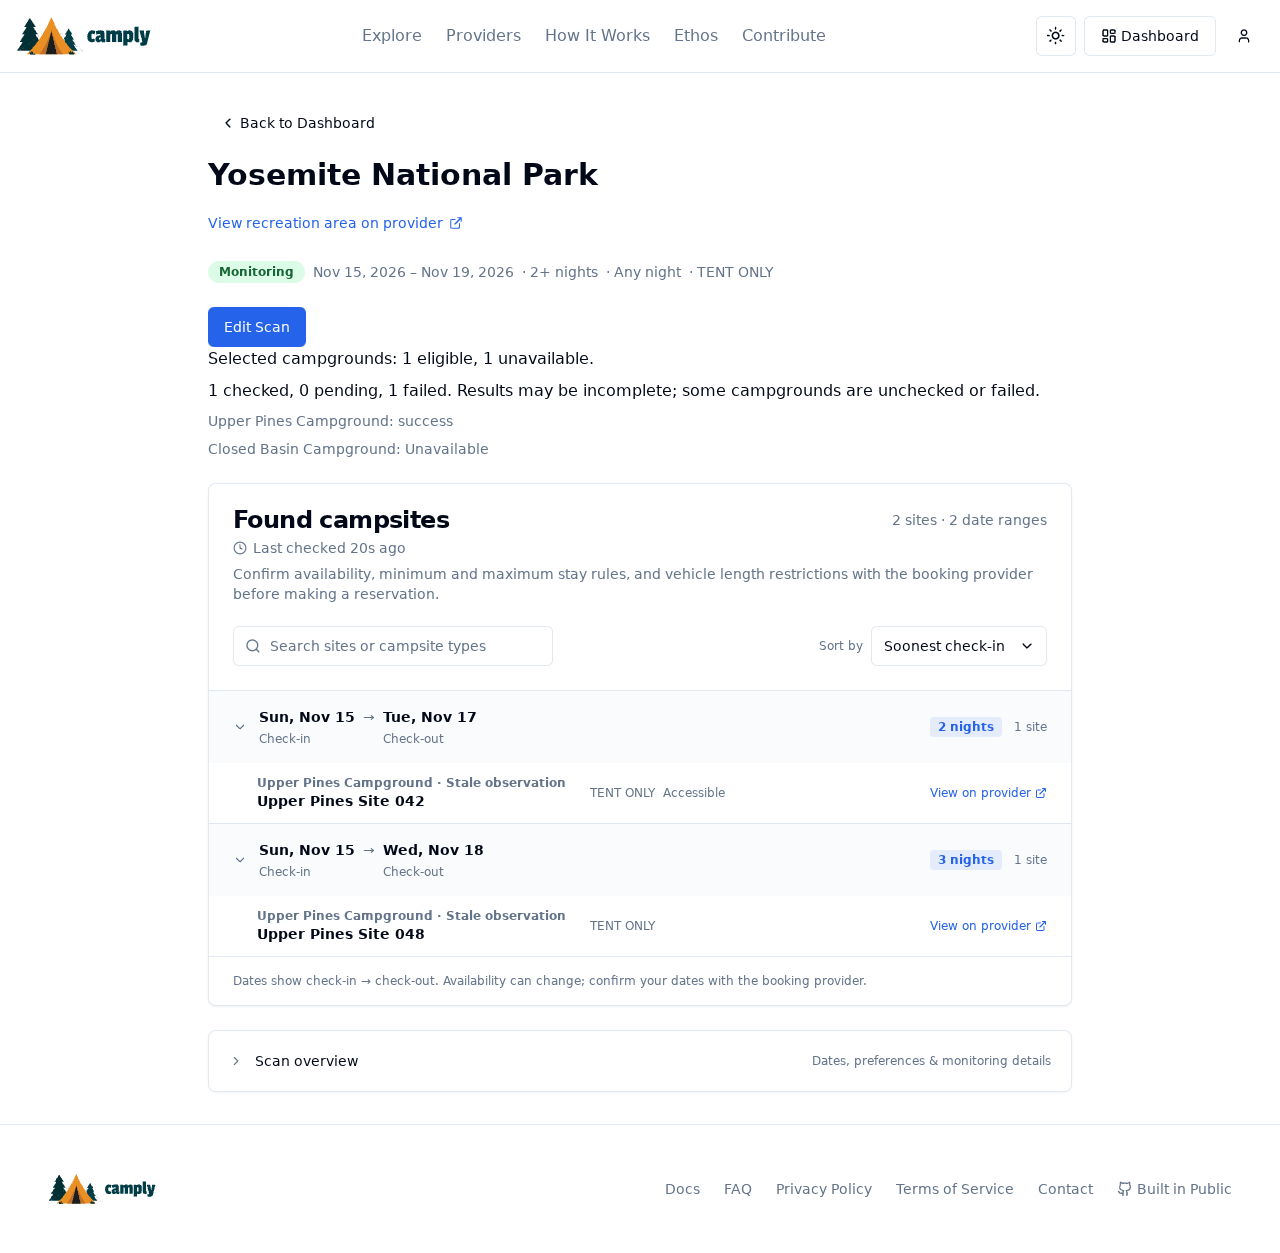 camply
Explore
Providers
How It Works
Ethos
Contribute
Dashboard
Back to Dashboard
Yosemite National Park
View recreation area on provider
Monitoring
Nov 15, 2026 – Nov 19, 2026 · 2+ nights · Any night · TENT ONLY
Edit Scan
Selected campgrounds: 1 eligible, 1 unavailable.
1 checked, 0 pending, 1 failed. Results may be incomplete; some campgrounds are unchecked or failed.
Upper Pines Campground: success
Closed Basin Campground: Unavailable
Found campsites
2 sites · 2 date ranges
Last checked 20s ago
Confirm availability, minimum and maximum stay rules, and vehicle length restrictions with the booking provider
before making a reservation.
Search sites or campsite types
Sort by
Soonest check-in
Sun, Nov 15 → Tue, Nov 17
Check-in
Check-out
2 nights
1 site
Upper Pines Campground · Stale observation
Upper Pines Site 042
TENT ONLY Accessible
View on provider
Sun, Nov 15 → Wed, Nov 18
Check-in
Check-out
3 nights
1 site
Upper Pines Campground · Stale observation
Upper Pines Site 048
TENT ONLY
View on provider
Dates show check-in → check-out. Availability can change; confirm your dates with the booking provider.
Scan overview
Dates, preferences & monitoring details
camply
Docs
FAQ
Privacy Policy
Terms of Service
Contact
Built in Public